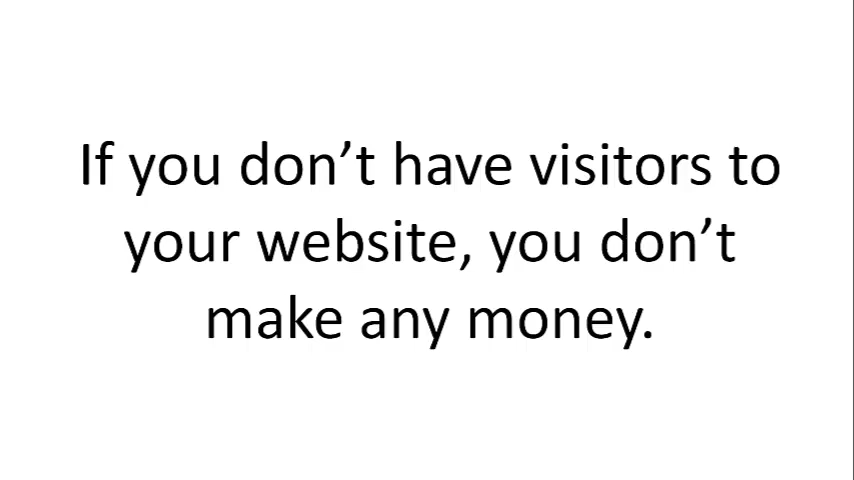 If you don’t have visitors to
your website, you don’t
make any money.